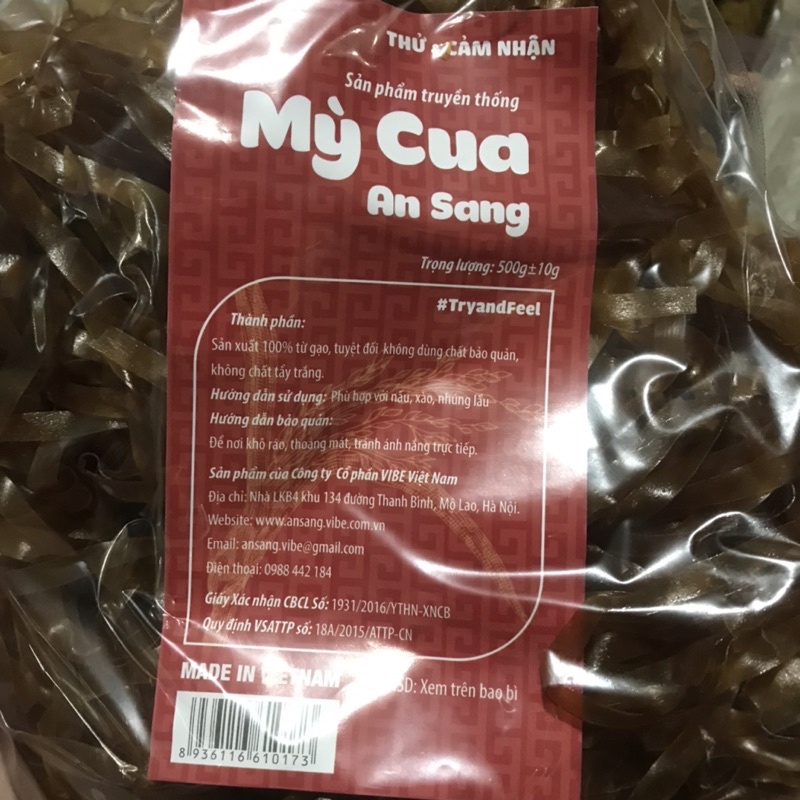 THỬ & CẢM NHẬN
Sản phẩm truyền thống
Mỳ Cua
An Sang
Trọng lượng: 500g±10g
#TryandFeel
Thành phần:
Sản xuất 100% từ gạo, tuyệt đối không dùng chất bảo quản,
không chất tẩy trắng.
Hướng dẫn sử dụng: Phù hợp với nấu, xào, nhúng lẩu
Hướng dẫn bảo quản:
Để nơi khô ráo, thoáng mát, tránh ánh nắng trực tiếp.
Sản phẩm của Công ty Cổ phần VIBE Việt Nam
Địa chỉ: Nhà LKB4 khu 134 đường Thanh Bình, Mộ Lao, Hà Nội.
Website: www.ansang.vibe.com.vn
Email: ansang.vibe@gmail.com
Điện thoại: 0988 442 184
Giấy Xác nhận CBCL Số: 1931/2016/YTHN-XNCB
Quy định VSATTP số: 18A/2015/ATTP-CN
MADE IN VIETNAM
Xem trên bao bì
8 936116 610173